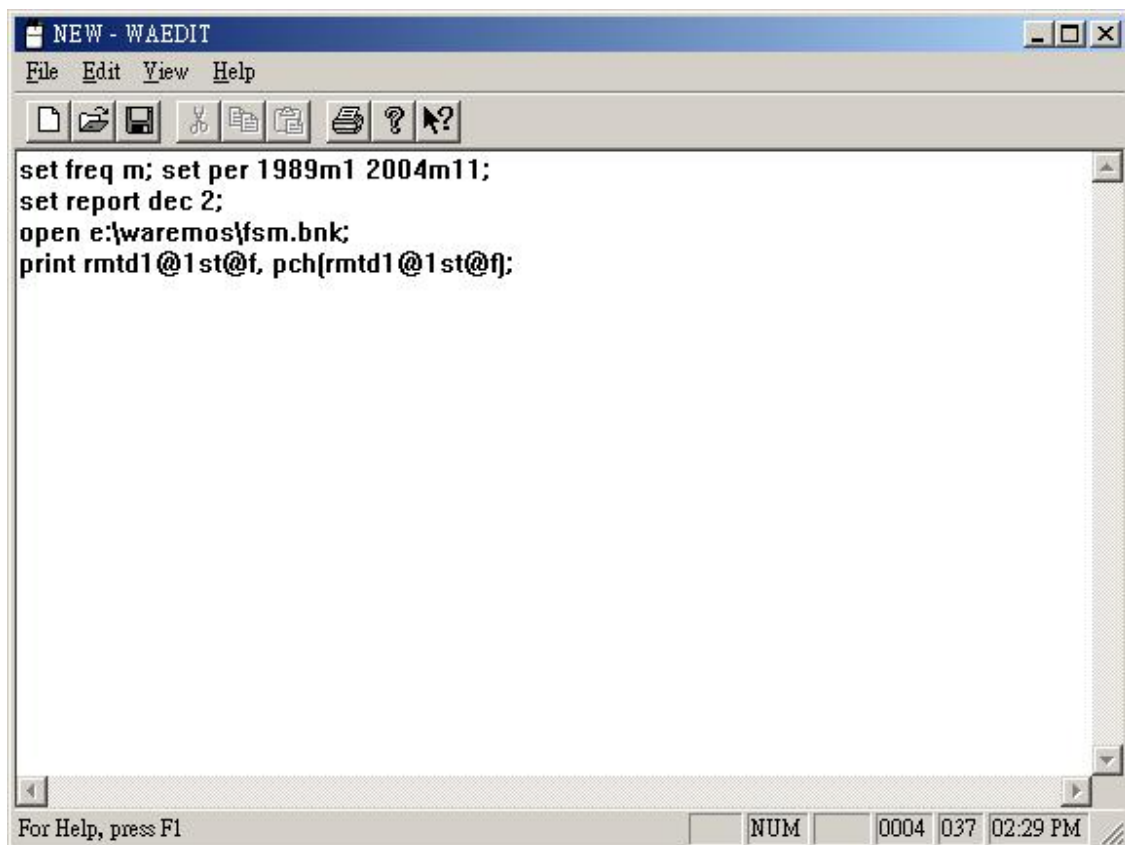 NEW - WAEDIT
File Edit View Help
set freq m; set per 1989m1 2004m11;
set report dec 2;
open e:\waremos\fsm.bnk;
print rmtd1@1st@f, pch(rmtd1@1st@f);
For Help, press F1 NUM 0004 037 02:29 PM